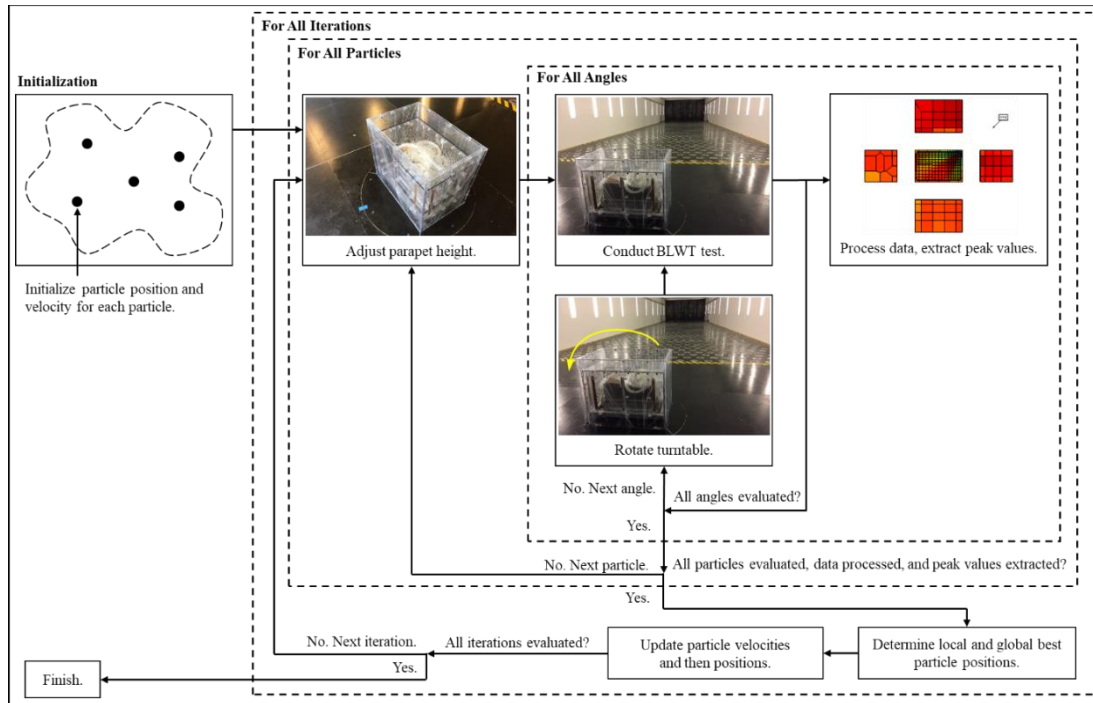 For All Iterations
For All Particles
Initialization
For All Angles
Adjust parapet height.
Conduct BLWT test.
Process data, extract peak values.
Initialize particle position and
velocity for each particle.
Rotate turntable.
No. Next angle.
All angles evaluated?
Yes.
No. Next particle.
All particles evaluated, data processed, and peak values extracted?
Yes.
No. Next iteration.
All iterations evaluated?
Update particle velocities
and then positions.
Determine local and global best
particle positions.
Yes.
Finish.